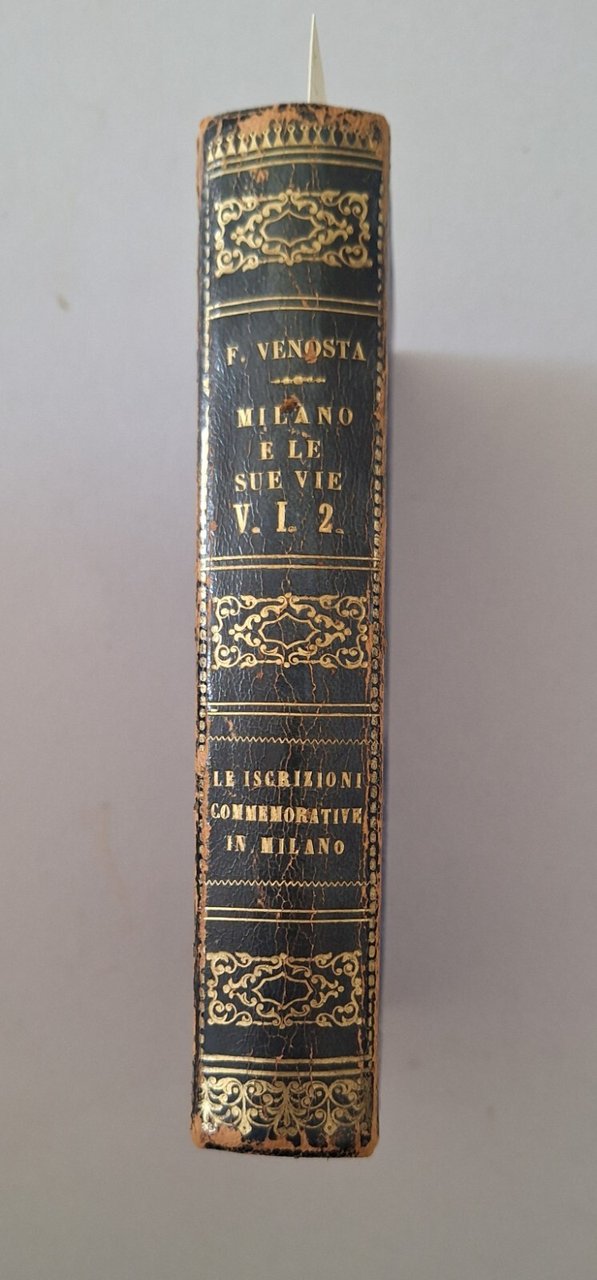 F. VENOSTA
MILANO
E LE
SUE VIE
V. I. 2.
LE ISCRIZIONI
COMMEMORATIVE
IN MILANO